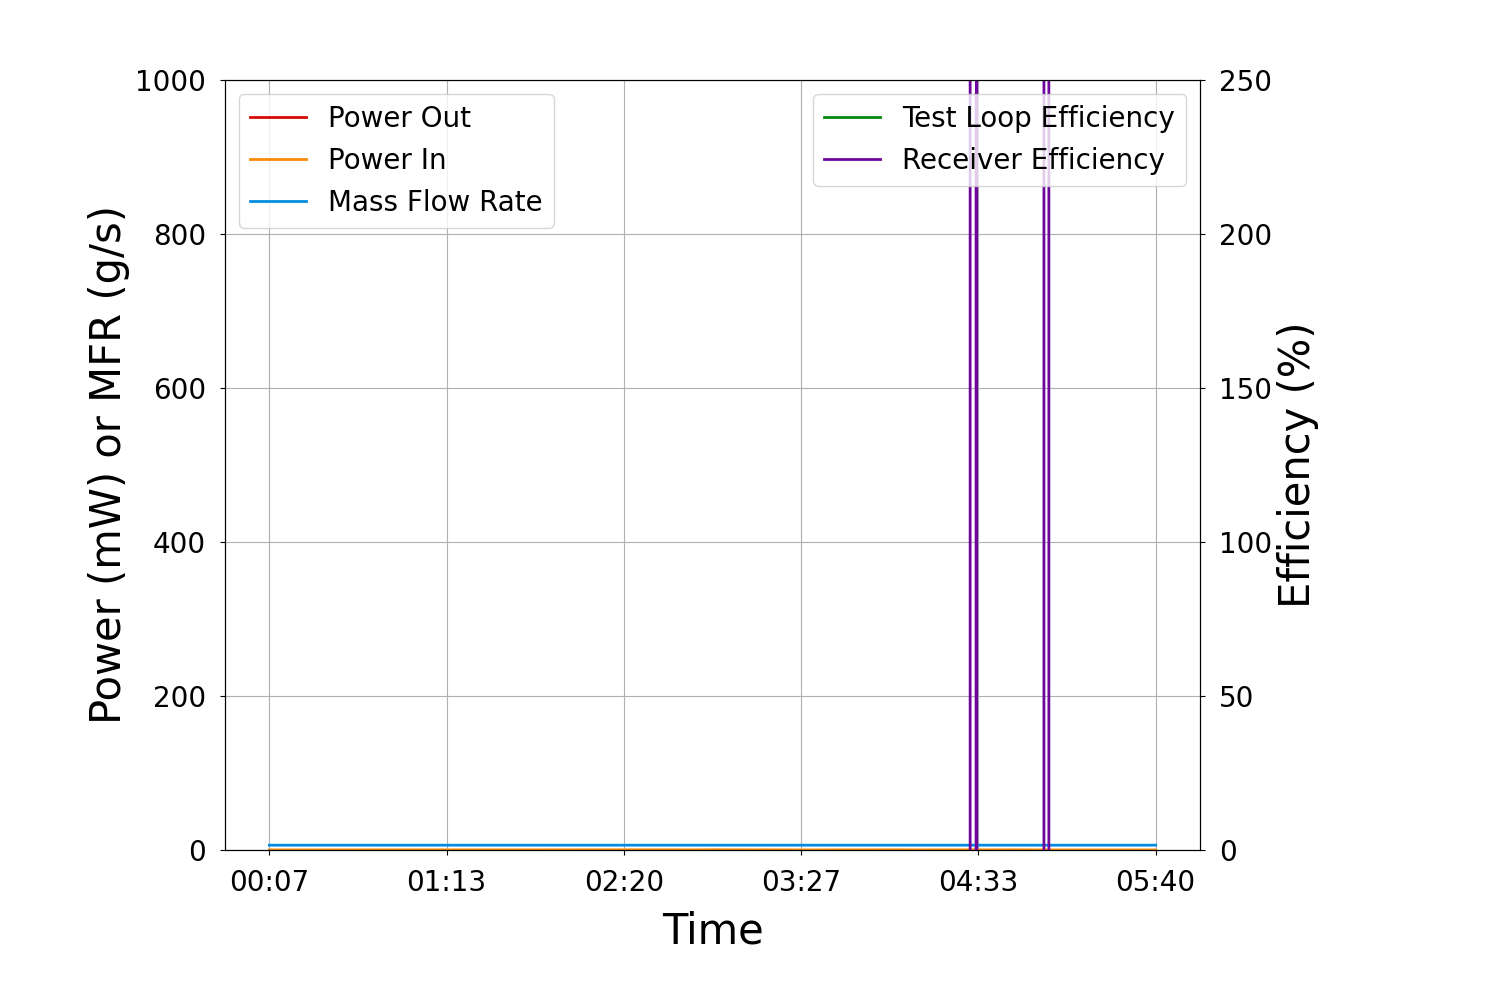 1000
800
600
400
200
0
Power (mW) or MFR (g/s)
Power Out
Power In
Mass Flow Rate
Test Loop Efficiency
Receiver Efficiency
250
200
150
100
50
0
Efficiency (%)
00:07 01:13 02:20 03:27 04:33 05:40
Time